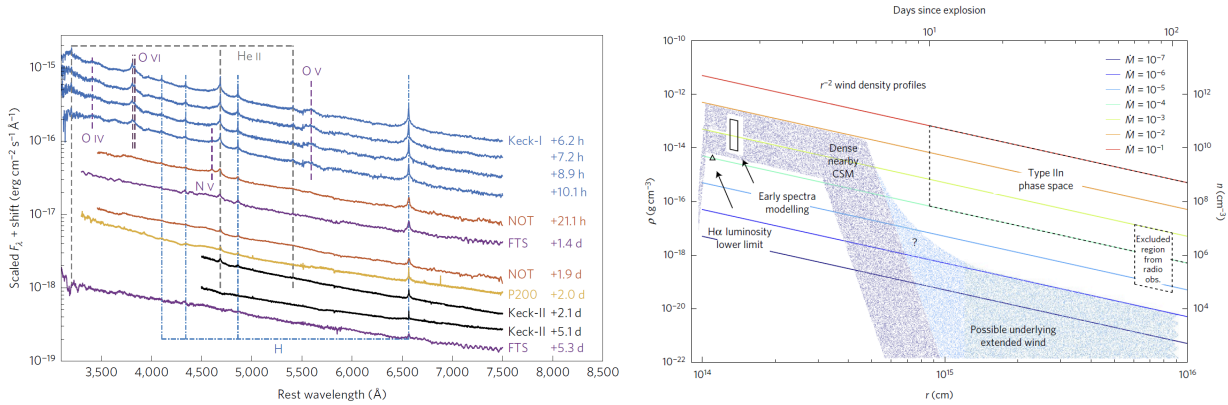 Scaled Fλ + shift (erg cm⁻² s⁻¹ Å⁻¹)
10⁻¹⁵
10⁻¹⁶
10⁻¹⁷
10⁻¹⁸
10⁻¹⁹
O VI
He II
O V
O IV
N V
H
Keck-I +6.2 h
+7.2 h
+8.9 h
+10.1 h
NOT +21.1 h
FTS +1.4 d
NOT +1.9 d
P200 +2.0 d
Keck-II +2.1 d
Keck-II +5.1 d
FTS +5.3 d
3,500 4,000 4,500 5,000 5,500 6,000 6,500 7,000 7,500 8,000 8,500
Rest wavelength (Å)
Days since explosion
10¹ 10²
ρ (g cm⁻³)
10⁻¹⁰
10⁻¹²
10⁻¹⁴
10⁻¹⁶
10⁻¹⁸
10⁻²⁰
10⁻²²
r⁻² wind density profiles
Ṁ = 10⁻⁷
Ṁ = 10⁻⁶
Ṁ = 10⁻⁵
Ṁ = 10⁻⁴
Ṁ = 10⁻³
Ṁ = 10⁻²
Ṁ = 10⁻¹
Dense
nearby
CSM
Type IIn
phase space
Early spectra
modelling
Hα luminosity
lower limit
?
Excluded
region
from
radio
obs.
Possible underlying
extended wind
10¹²
10¹⁰
10⁸
10⁶
10⁴
n (cm⁻³)
10¹⁴ 10¹⁵ 10¹⁶
r (cm)